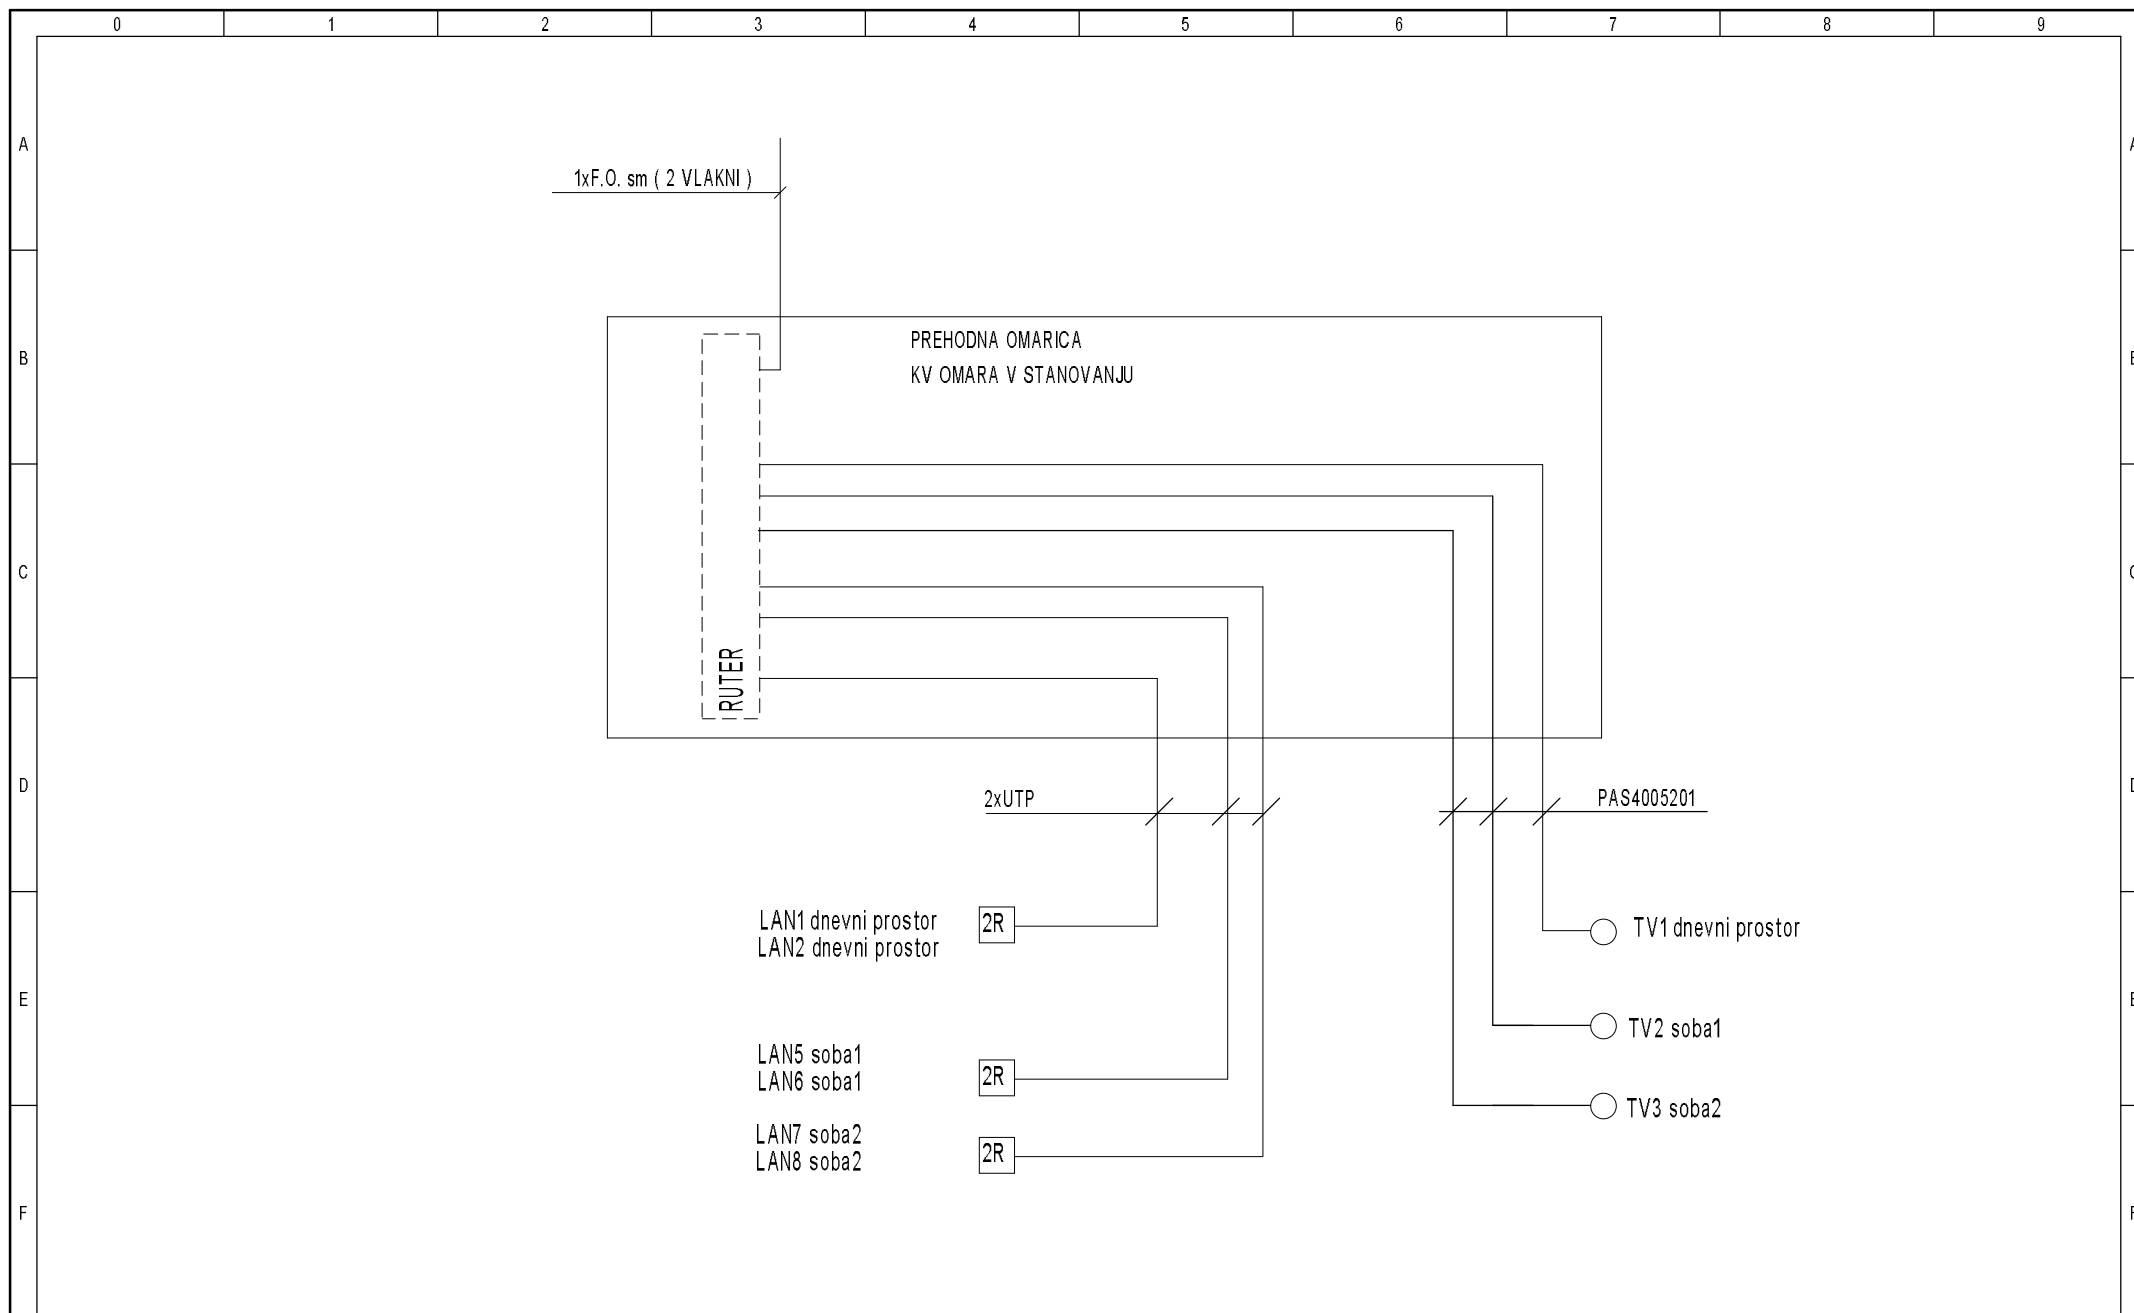 0 1 2 3 4 5 6 7 8 9
A A
1xF.O. sm ( 2 VLAKNI )
B
PREHODNA OMARICA
KV OMARA V STANOVANJU
C
RUTER
D
2xUTP
PAS4005201
LAN1 dnevni prostor
LAN2 dnevni prostor
2R
TV1 dnevni prostor
E
TV2 soba1
LAN5 soba1
LAN6 soba1
2R
TV3 soba2
LAN7 soba2
LAN8 soba2
2R
F